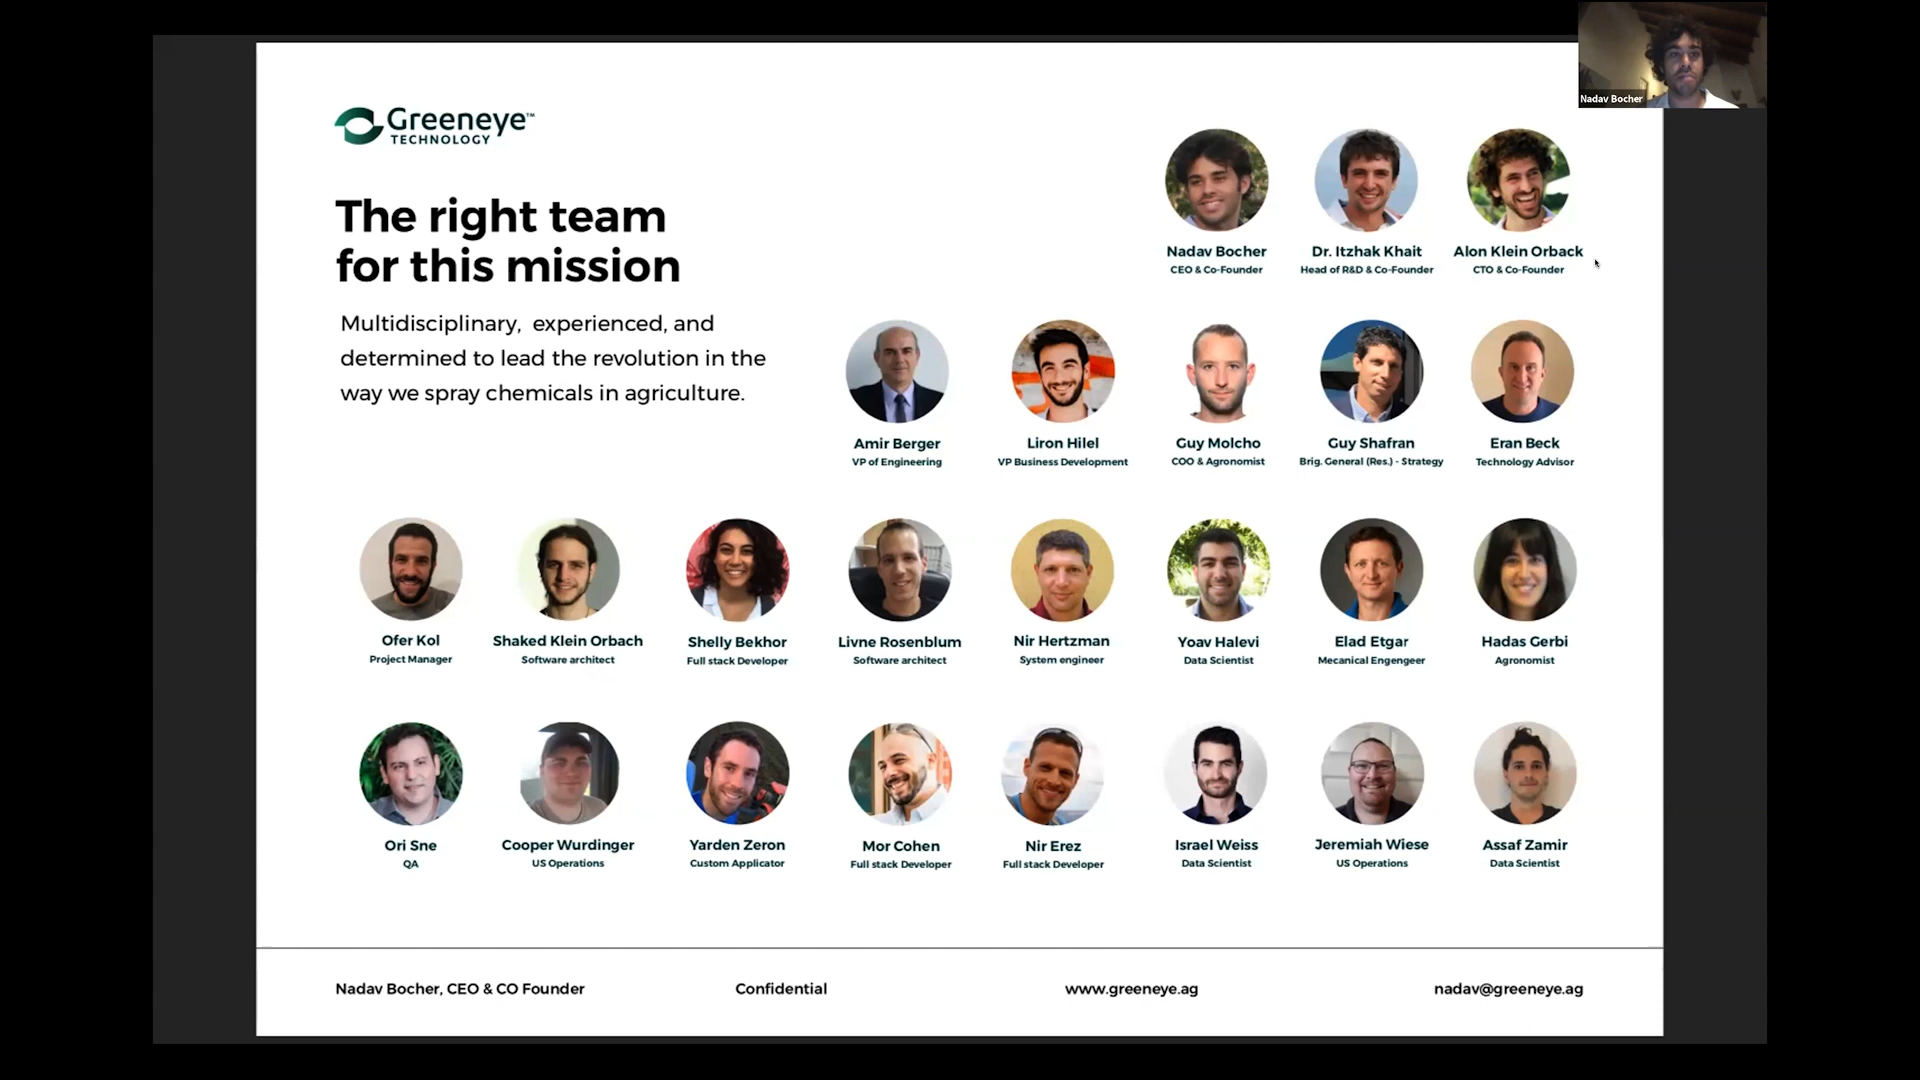 Nadav Bocher
Greeneye™
TECHNOLOGY
The right team
for this mission
Multidisciplinary, experienced, and
determined to lead the revolution in the
way we spray chemicals in agriculture.
Nadav Bocher
CEO & Co-Founder
Dr. Itzhak Khait
Head of R&D & Co-Founder
Alon Klein Orback
CTO & Co-Founder
Amir Berger
VP of Engineering
Liron Hilel
VP Business Development
Guy Molcho
COO & Agronomist
Guy Shafran
Brig. General (Res.) - Strategy
Eran Beck
Technology Advisor
Ofer Kol
Project Manager
Shaked Klein Orbach
Software architect
Shelly Bekhor
Full stack Developer
Livne Rosenblum
Software architect
Nir Hertzman
System engineer
Yoav Halevi
Data Scientist
Elad Etgar
Mecanical Engengeer
Hadas Gerbi
Agronomist
Ori Sne
QA
Cooper Wurdinger
US Operations
Yarden Zeron
Custom Applicator
Mor Cohen
Full stack Developer
Nir Erez
Full stack Developer
Israel Weiss
Data Scientist
Jeremiah Wiese
US Operations
Assaf Zamir
Data Scientist
Nadav Bocher, CEO & CO Founder
Confidential
www.greeneye.ag
nadav@greeneye.ag